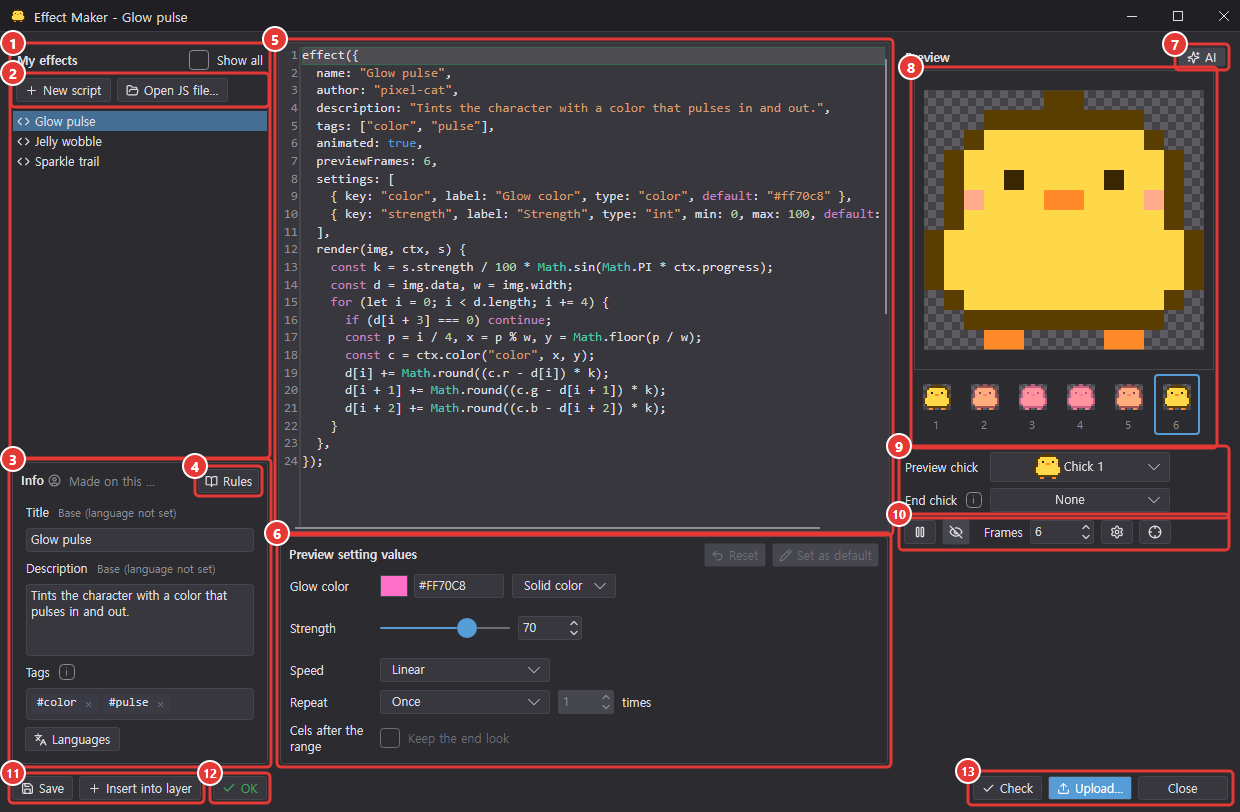 Effect Maker - Glow pulse
1
My effects
Show all
2
New script
Open JS file...
Glow pulse
Jelly wobble
Sparkle trail
3
Info
Made on this ...
4
Rules
Title Base (language not set)
Glow pulse
Description Base (language not set)
Tints the character with a color that
pulses in and out.
Tags
#color ×
#pulse ×
Languages
5
1 effect({
2 name: "Glow pulse",
3 author: "pixel-cat",
4 description: "Tints the character with a color that pulses in and out.",
5 tags: ["color", "pulse"],
6 animated: true,
7 previewFrames: 6,
8 settings: [
9 { key: "color", label: "Glow color", type: "color", default: "#ff70c8" },
10 { key: "strength", label: "Strength", type: "int", min: 0, max: 100, default:
11 ],
12 render(img, ctx, s) {
13 const k = s.strength / 100 * Math.sin(Math.PI * ctx.progress);
14 const d = img.data, w = img.width;
15 for (let i = 0; i < d.length; i += 4) {
16 if (d[i + 3] === 0) continue;
17 const p = i / 4, x = p % w, y = Math.floor(p / w);
18 const c = ctx.color("color", x, y);
19 d[i] += Math.round((c.r - d[i]) * k);
20 d[i + 1] += Math.round((c.g - d[i + 1]) * k);
21 d[i + 2] += Math.round((c.b - d[i + 2]) * k);
22 }
23 },
24 });
6
Preview setting values
Reset
Set as default
Glow color
#FF70C8
Solid color
Strength
70
Speed
Linear
Repeat
Once
1
times
Cels after the
range
Keep the end look
7
AI
8
1 2 3 4 5 6
9
Preview chick
Chick 1
End chick
None
10
Frames
6
11
Save
Insert into layer
12
OK
13
Check
Upload...
Close